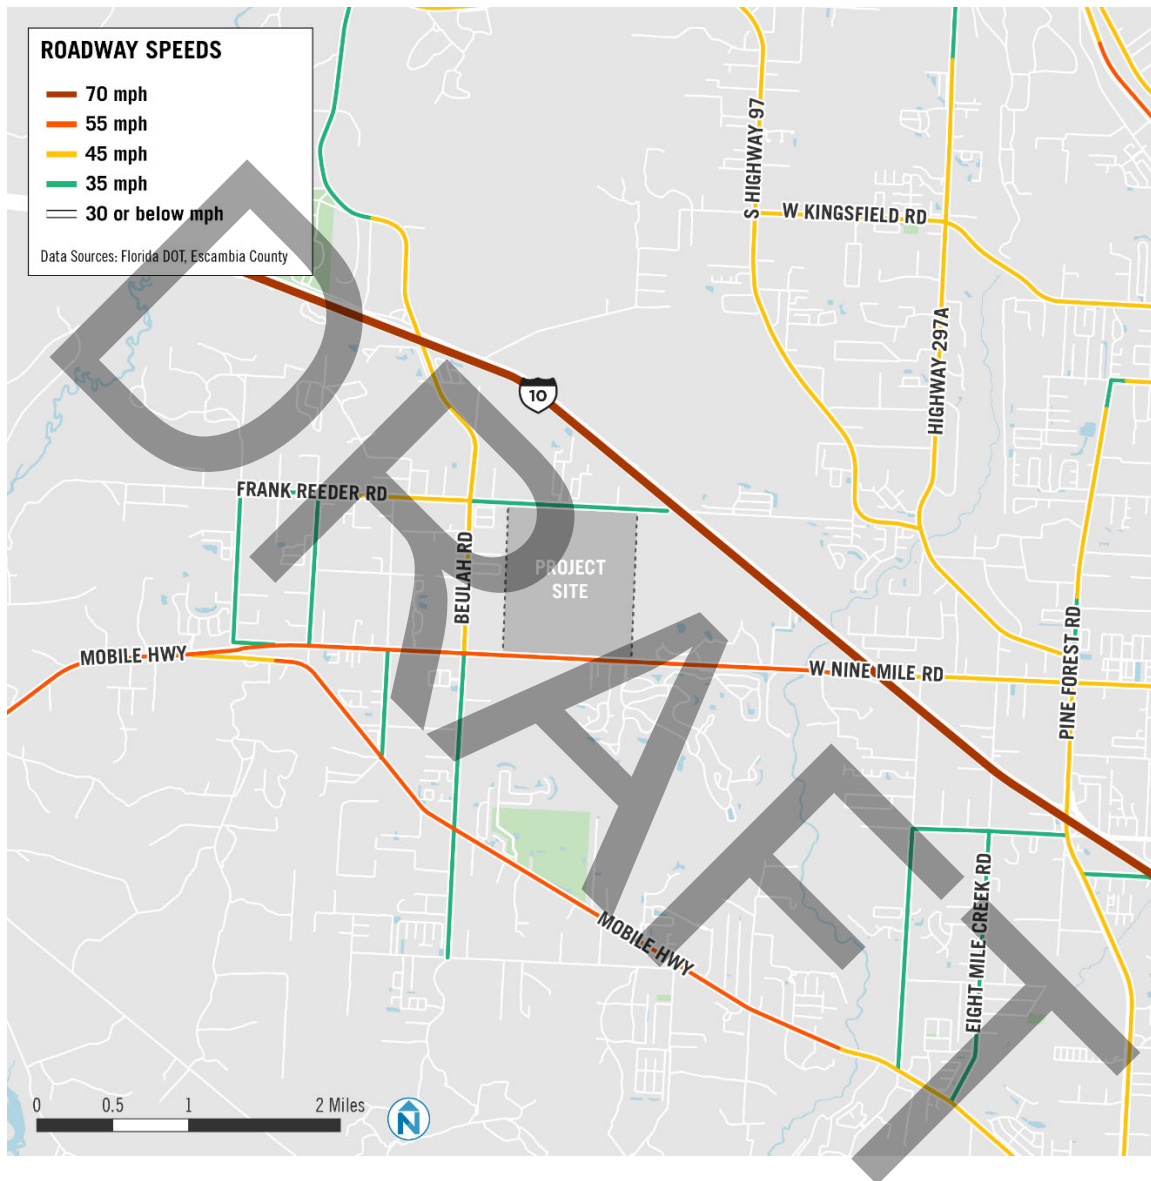 ROADWAY SPEEDS
70 mph
55 mph
45 mph
35 mph
30 or below mph
Data Sources: Florida DOT, Escambia County
S HIGHWAY 97
W KINGSFIELD RD
HIGHWAY 297A
10
FRANK REEDER RD
BEULAH RD
PROJECT
SITE
MOBILE HWY
W NINE MILE RD
PINE FOREST RD
MOBILE HWY
EIGHT MILE CREEK RD
DRAFT
0 0.5 1 2 Miles
N